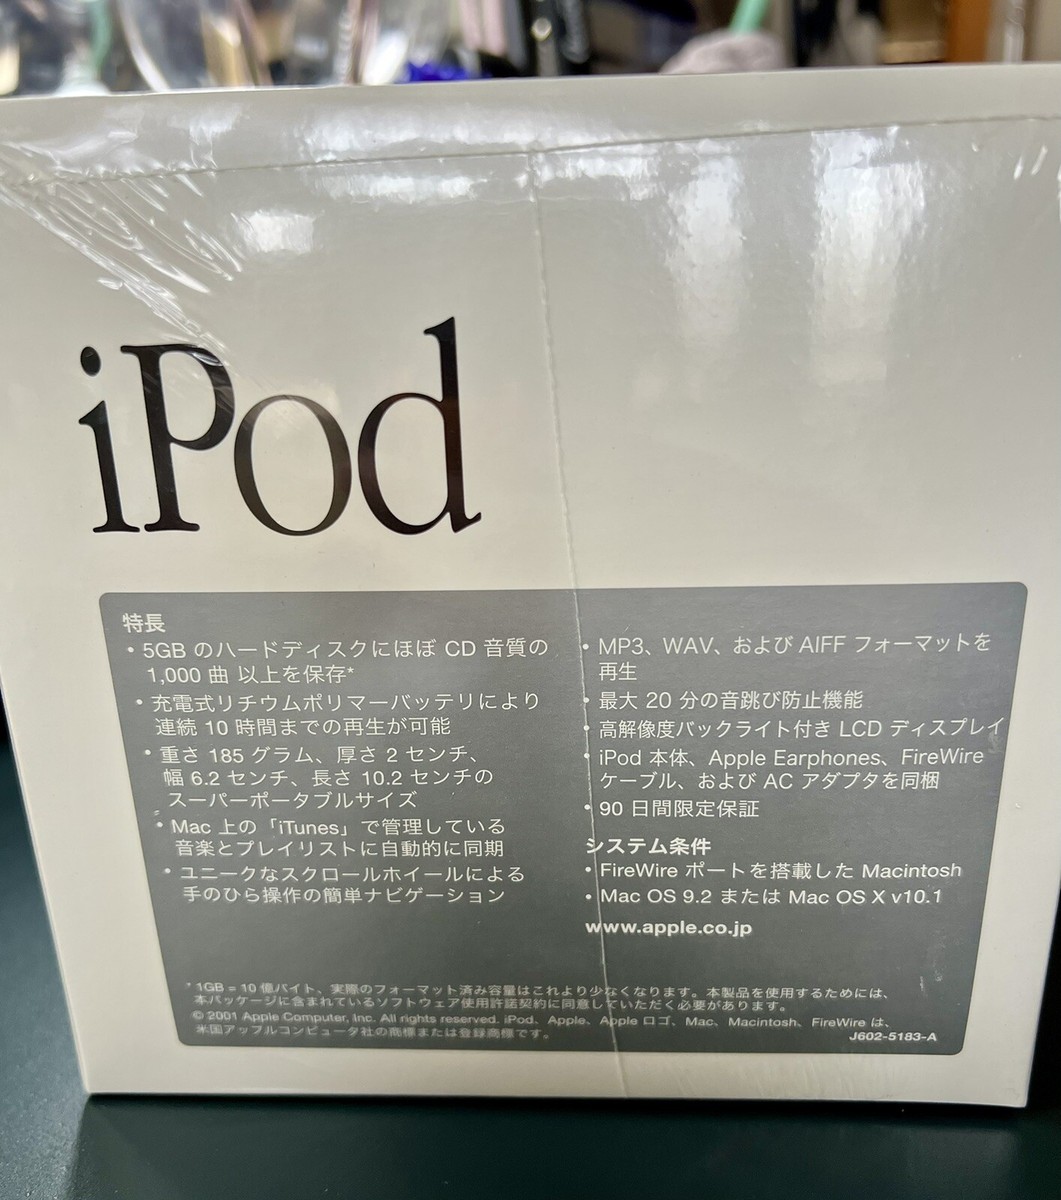 iPod
特長
• 5GB のハードディスクにほぼ CD 音質の
1,000 曲 以上を保存*
• 充電式リチウムポリマーバッテリにより
連続 10 時間までの再生が可能
• 重さ 185 グラム、厚さ 2 センチ、
幅 6.2 センチ、長さ 10.2 センチの
スーパーポータブルサイズ
• Mac 上の「iTunes」で管理している
音楽とプレイリストに自動的に同期
• ユニークなスクロールホイールによる
手のひら操作の簡単ナビゲーション
• MP3、WAV、および AIFF フォーマットを
再生
• 最大 20 分の音跳び防止機能
• 高解像度バックライト付き LCD ディスプレイ
• iPod 本体、Apple Earphones、FireWire
ケーブル、および AC アダプタを同梱
• 90 日間限定保証
システム条件
• FireWire ポートを搭載した Macintosh
• Mac OS 9.2 または Mac OS X v10.1
www.apple.co.jp
* 1GB = 10 億バイト、実際のフォーマット済み容量はこれより少なくなります。本製品を使用するためには、
本パッケージに含まれているソフトウェア使用許諾契約に同意していただく必要があります。
© 2001 Apple Computer, Inc. All rights reserved. iPod、Apple、Apple ロゴ、Mac、Macintosh、FireWire は、
米国アップルコンピュータ社の商標または登録商標です。
J602-5183-A